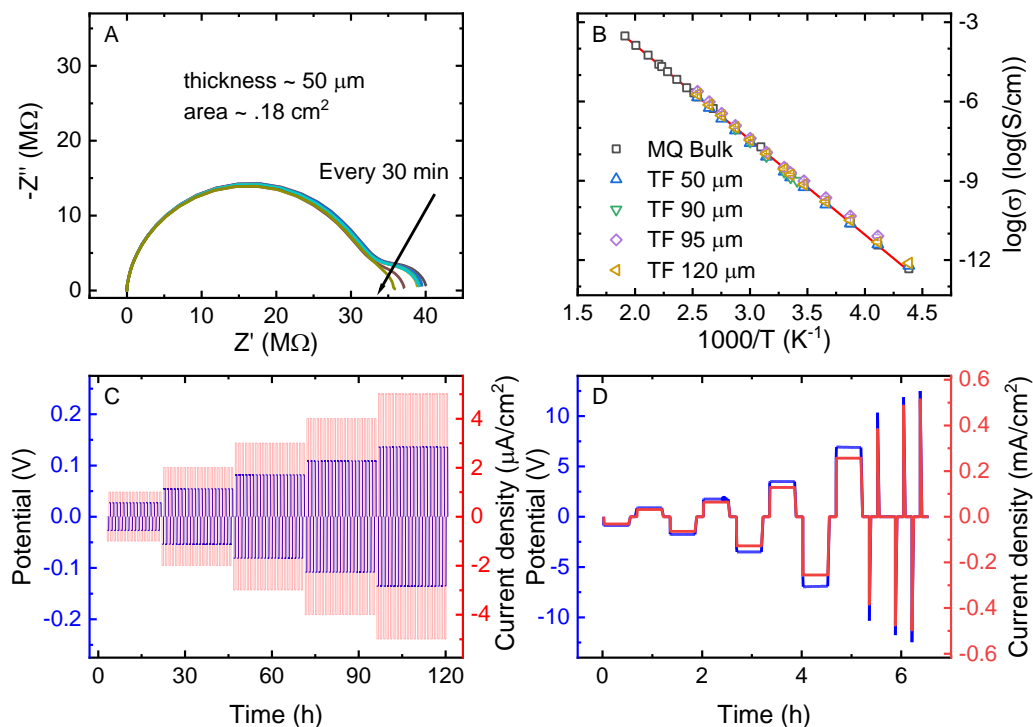 A
thickness ~ 50 μm
area ~ .18 cm²
Every 30 min
-Z'' (MΩ)
30
20
10
0
0 10 20 30 40
Z' (MΩ)
B
MQ Bulk
TF 50 μm
TF 90 μm
TF 95 μm
TF 120 μm
-3
-6
-9
-12
log(σ) (log(S/cm))
1.5 2.0 2.5 3.0 3.5 4.0 4.5
1000/T (K⁻¹)
C
Potential (V)
0.2
0.1
0.0
-0.1
-0.2
4
2
0
-2
-4
Current density (μA/cm²)
0 30 60 90 120
Time (h)
D
Potential (V)
10
5
0
-5
-10
0.6
0.4
0.2
0.0
-0.2
-0.4
-0.6
Current density (mA/cm²)
0 2 4 6
Time (h)